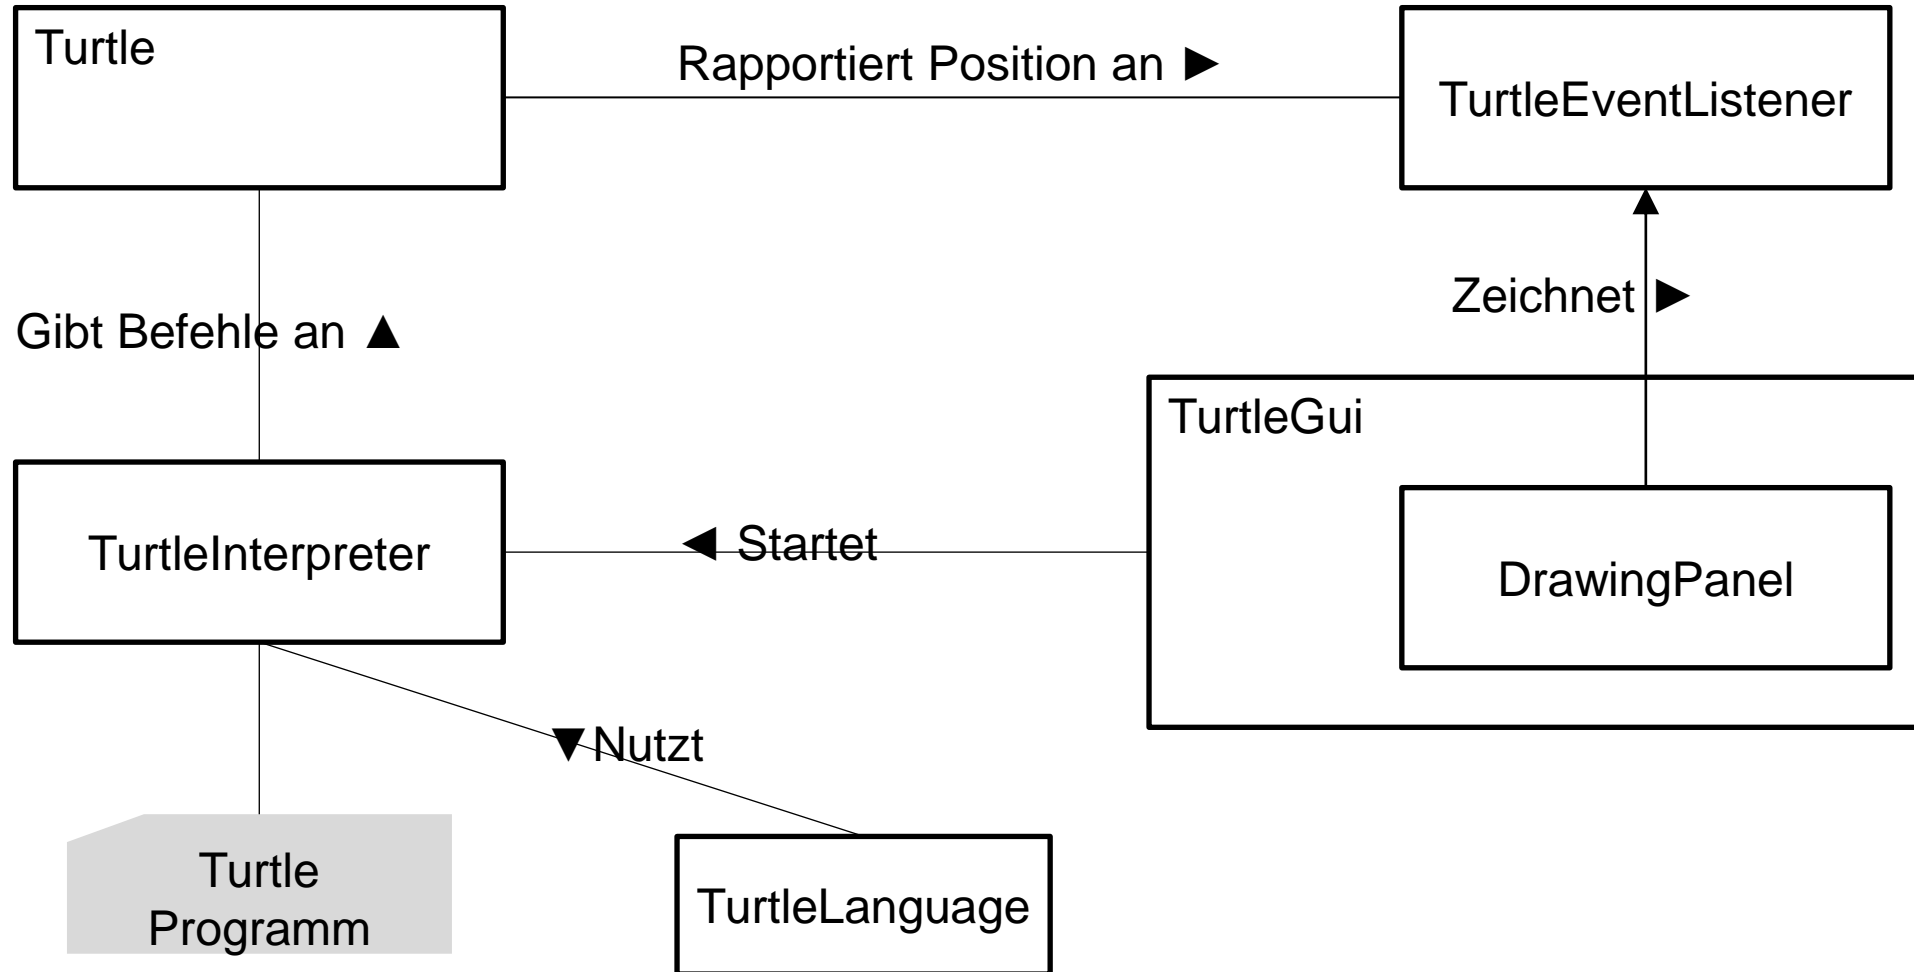 Turtle
Rapportiert Position an ►
TurtleEventListener
Zeichnet ►
Gibt Befehle an ▲
TurtleGui
TurtleInterpreter
◄ Startet
DrawingPanel
▼Nutzt
Turtle
Programm
TurtleLanguage